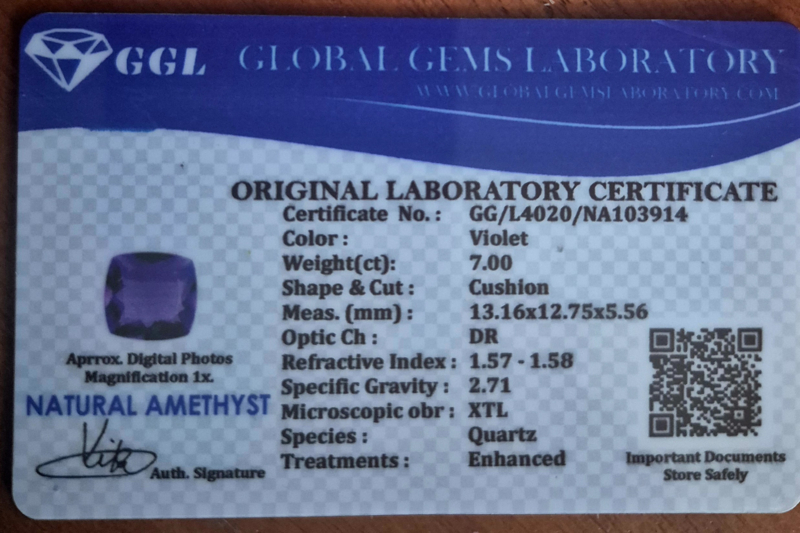 GGL GLOBAL GEMS LABORATORY
WWW.GLOBALGEMSLABORATORY.COM
ORIGINAL LABORATORY CERTIFICATE
Certificate No. : GG/L4020/NA103914
Color : Violet
Weight(ct): 7.00
Shape & Cut : Cushion
Meas. (mm) : 13.16x12.75x5.56
Optic Ch : DR
Refractive Index : 1.57 - 1.58
Specific Gravity : 2.71
Microscopic obr : XTL
Species : Quartz
Treatments : Enhanced
Aprrox. Digital Photos
Magnification 1x.
NATURAL AMETHYST
Auth. Signature
Important Documents
Store Safely